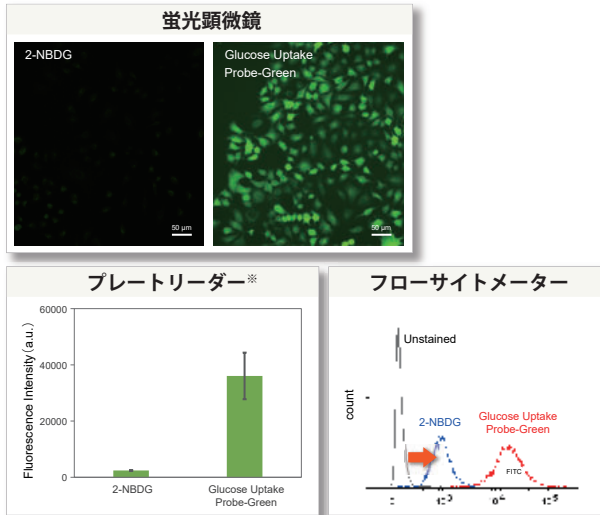 蛍光顕微鏡
2-NBDG
Glucose Uptake
Probe-Green
50 µm
50 µm
プレートリーダー※
Fluorescence Intensity(a.u.)
60000
40000
20000
0
2-NBDG
Glucose Uptake
Probe-Green
フローサイトメーター
count
Unstained
2-NBDG
Glucose Uptake
Probe-Green
FITC